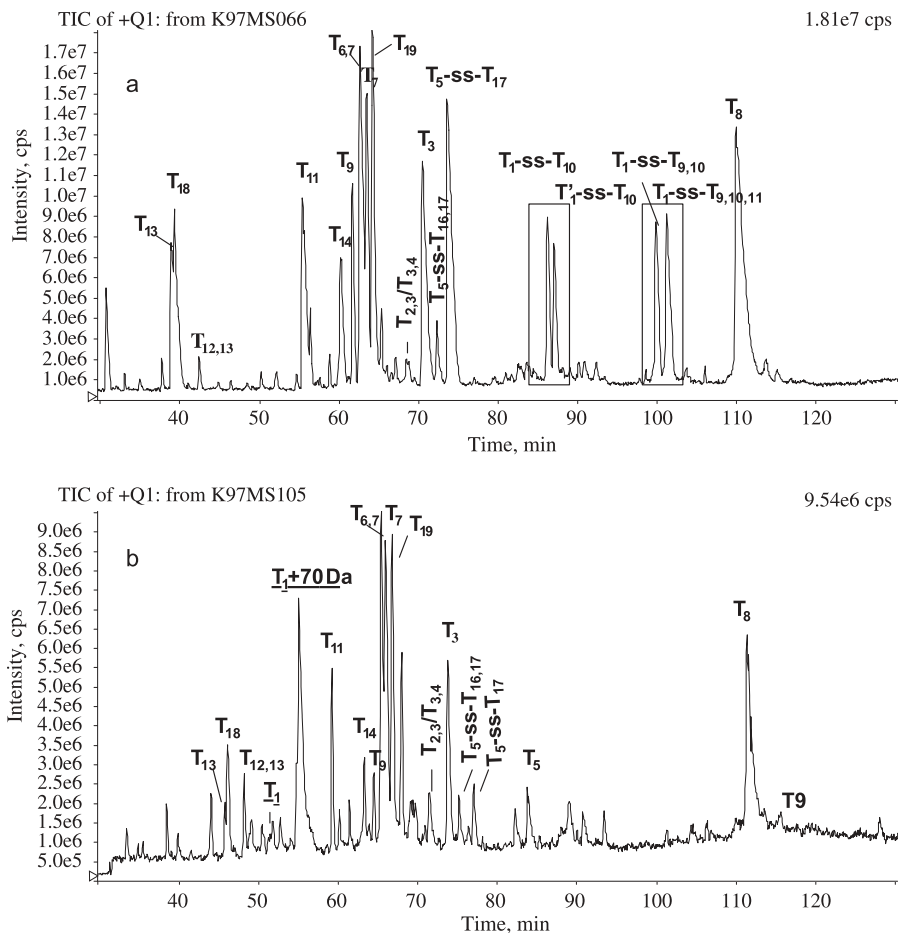 TIC of +Q1: from K97MS066
1.81e7 cps
a
Intensity, cps
1.7e7
1.6e7
1.5e7
1.4e7
1.3e7
1.2e7
1.1e7
1.0e7
9.0e6
8.0e6
7.0e6
6.0e6
5.0e6
4.0e6
3.0e6
2.0e6
1.0e6
T13
T18
T12,13
T11
T14
T9
T6,7
T7
T19
T2,3/T3,4
T3
T5-ss-T16,17
T5-ss-T17
T1-ss-T10
T'1-ss-T10
T1-ss-T9,10
T1-ss-T9,10,11
T8
40 50 60 70 80 90 100 110 120
Time, min
TIC of +Q1: from K97MS105
9.54e6 cps
b
Intensity, cps
9.0e6
8.5e6
8.0e6
7.5e6
7.0e6
6.5e6
6.0e6
5.5e6
5.0e6
4.5e6
4.0e6
3.5e6
3.0e6
2.5e6
2.0e6
1.5e6
1.0e6
5.0e5
T13
T18
T12,13
T1
T1+70Da
T11
T14
T9
T6,7
T7
T19
T2,3/T3,4
T3
T5-ss-T16,17
T5-ss-T17
T5
T8
T9
40 50 60 70 80 90 100 110 120
Time, min